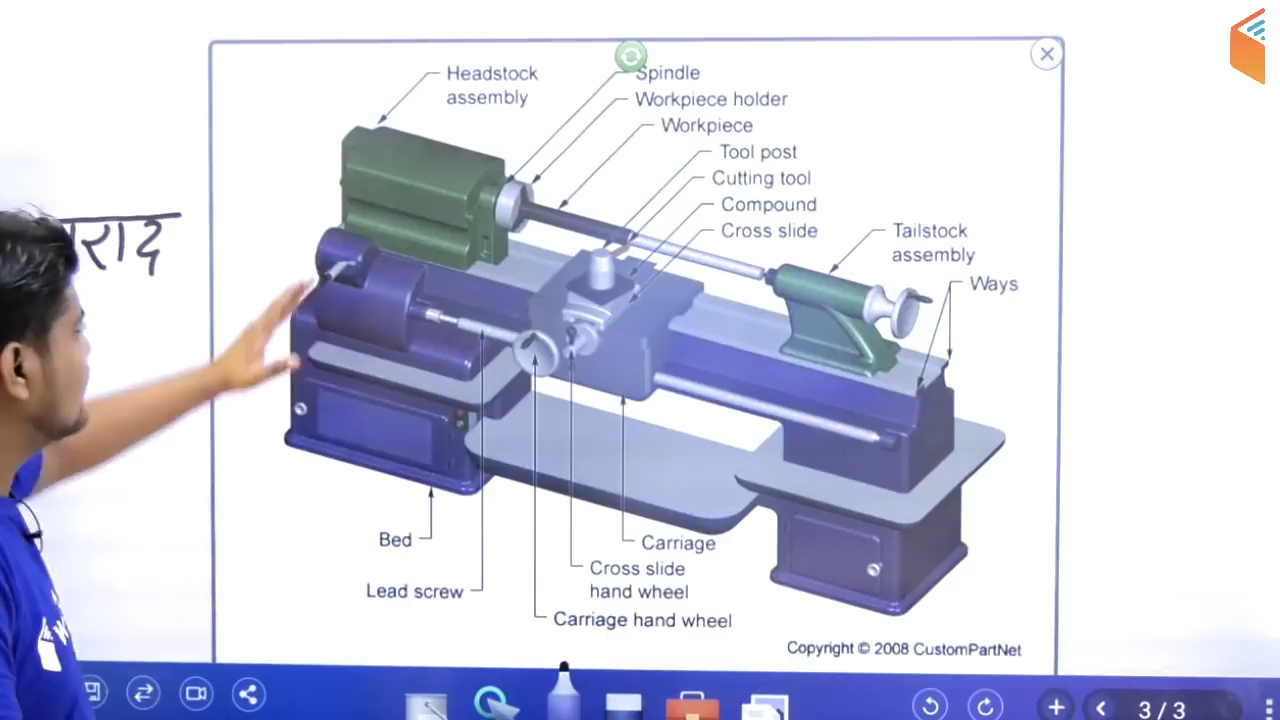 Headstock
assembly
Spindle
Workpiece holder
Workpiece
Tool post
Cutting tool
Compound
Cross slide
Tailstock
assembly
Ways
Bed
Lead screw
Carriage
Cross slide
hand wheel
Carriage hand wheel
Copyright © 2008 CustomPartNet
3 / 3